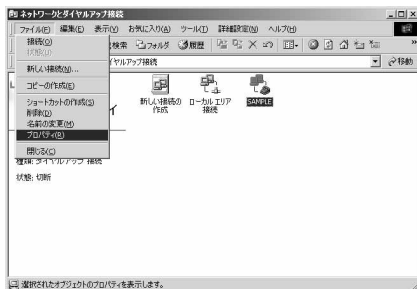 ネットワークとダイヤルアップ接続
ファイル(F) 編集(E) 表示(V) お気に入り(A) ツール(T) 詳細設定(N) ヘルプ(H)
接続(O)
状態(U)
新しい接続(N)...
コピーの作成(E)
ショートカットの作成(S)
削除(D)
名前の変更(M)
プロパティ(R)
閉じる(C)
検索 フォルダ 履歴
イヤルアップ接続
移動
ィ
新しい接続の
作成
ローカル エリア
接続
SAMPLE
種類: ダイヤルアップ 接続
状態: 切断
選択されたオブジェクトのプロパティを表示します。